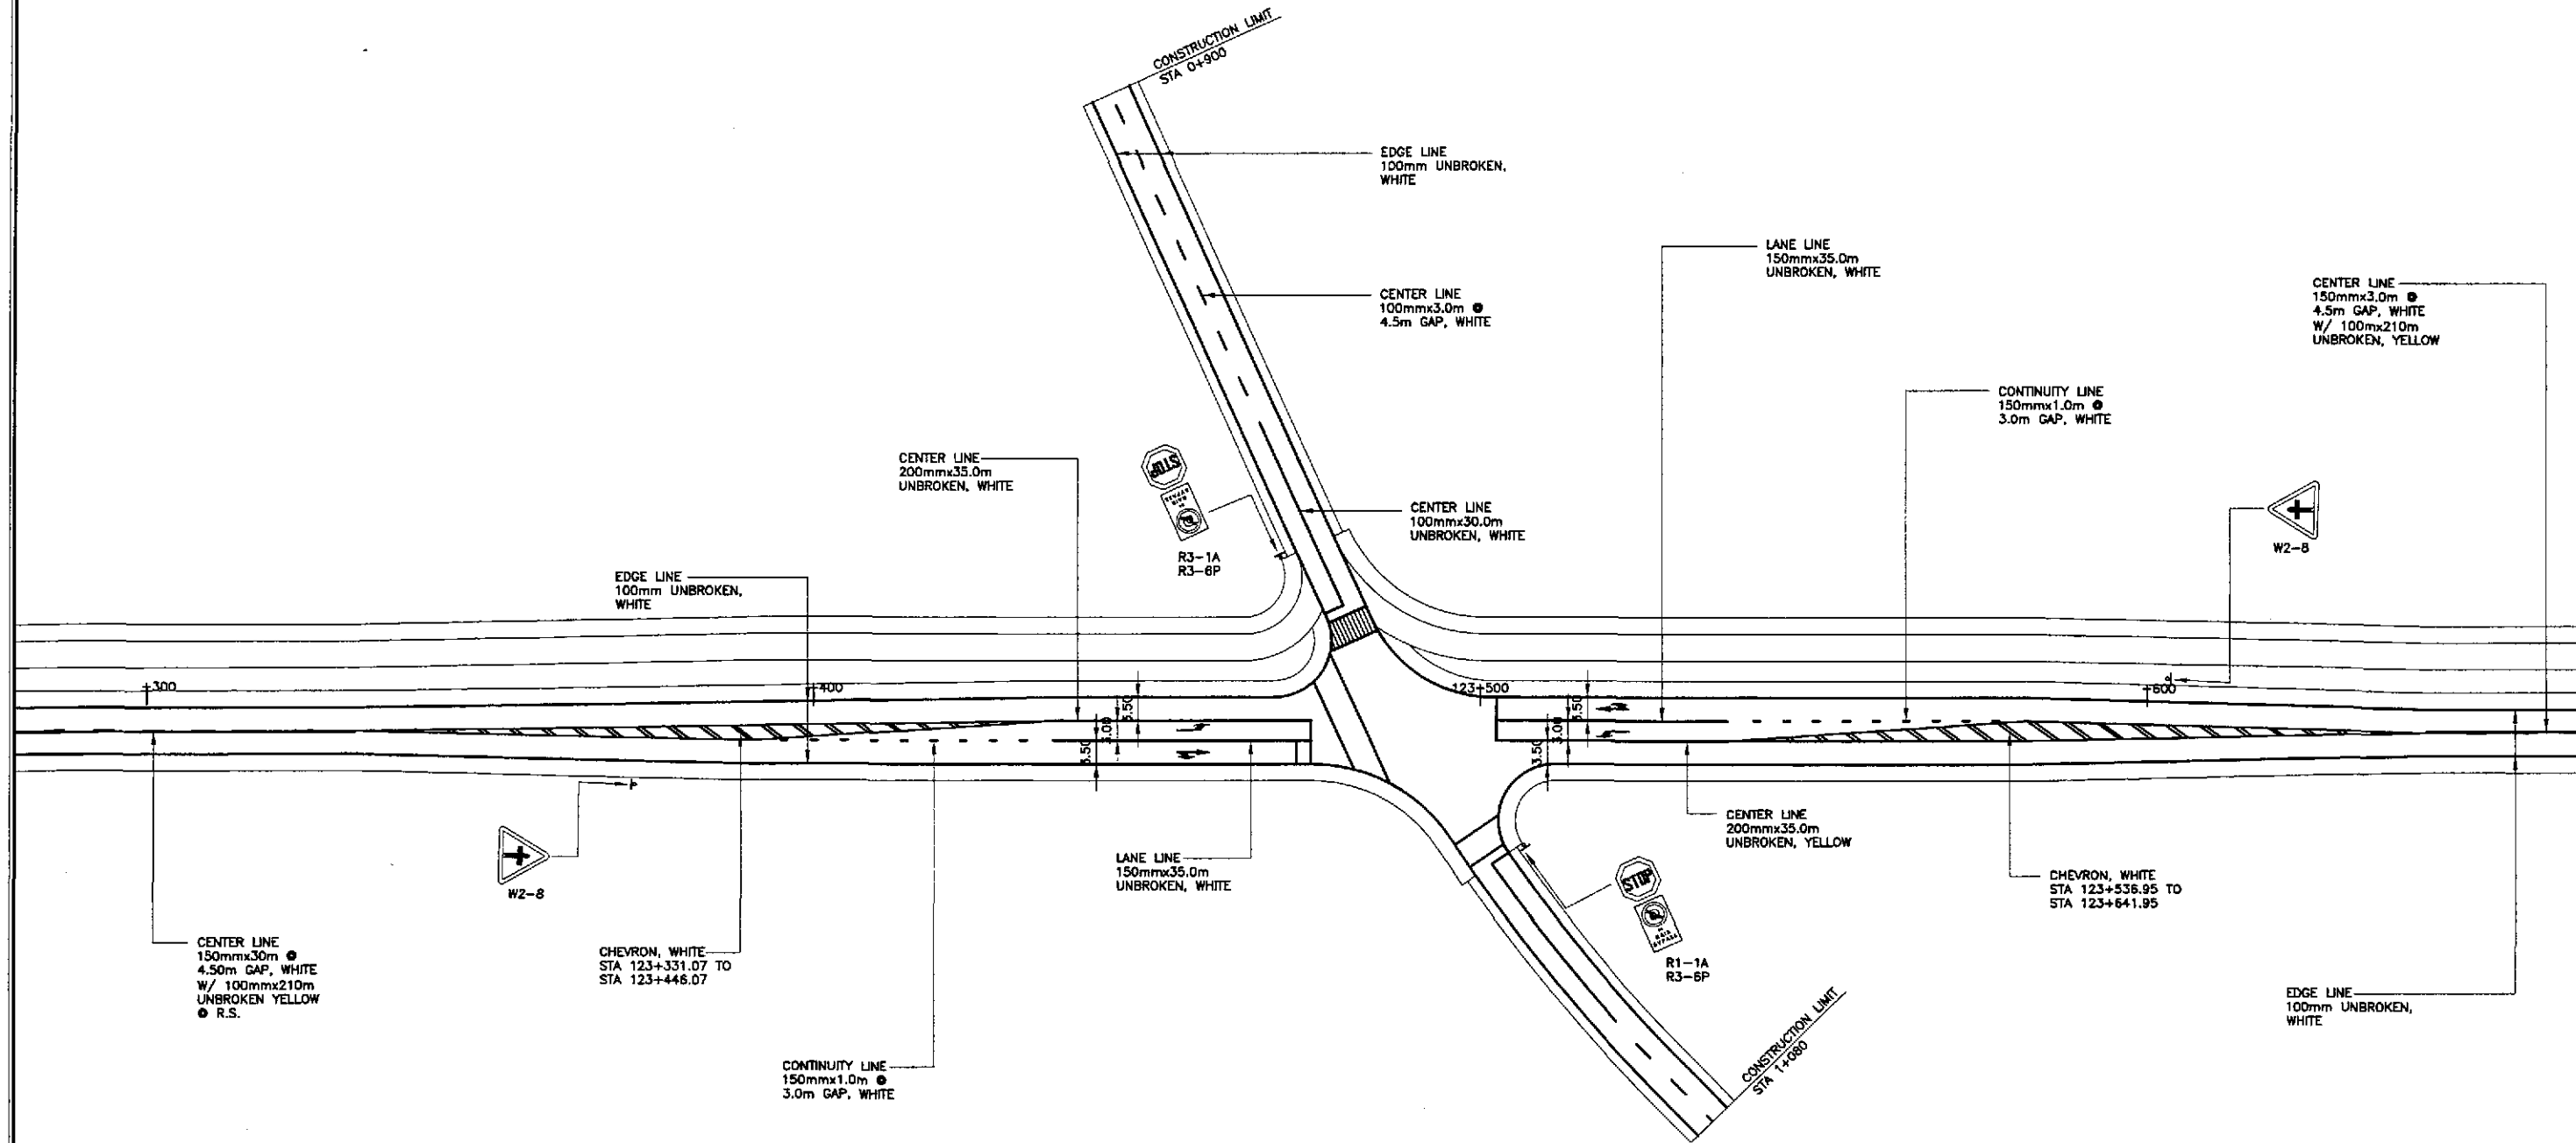 CONSTRUCTION LIMIT
STA 0+900
EDGE LINE
100mm UNBROKEN,
WHITE
LANE LINE
150mmx35.0m
UNBROKEN, WHITE
CENTER LINE
100mmx3.0m @
4.5m GAP, WHITE
CENTER LINE
150mmx3.0m @
4.5m GAP, WHITE
W/ 100mx210m
UNBROKEN, YELLOW
CONTINUITY LINE
150mmx1.0m @
3.0m GAP, WHITE
CENTER LINE
200mmx35.0m
UNBROKEN, WHITE
STOP
R3-1A
R3-6P
CENTER LINE
100mmx30.0m
UNBROKEN, WHITE
W2-8
EDGE LINE
100mm UNBROKEN,
WHITE
+300
+400
123+500
+600
3.50
3.00
3.50
3.50
3.00
3.50
W2-8
LANE LINE
150mmx35.0m
UNBROKEN, WHITE
CENTER LINE
200mmx35.0m
UNBROKEN, YELLOW
STOP
BYPASS
R1-1A
R3-6P
CHEVRON, WHITE
STA 123+536.95 TO
STA 123+641.95
CENTER LINE
150mmx30m @
4.50m GAP, WHITE
W/ 100mmx210m
UNBROKEN YELLOW
@ R.S.
CHEVRON, WHITE
STA 123+331.07 TO
STA 123+446.07
CONTINUITY LINE
150mmx1.0m @
3.0m GAP, WHITE
CONSTRUCTION LIMIT
STA 1+080
EDGE LINE
100mm UNBROKEN,
WHITE